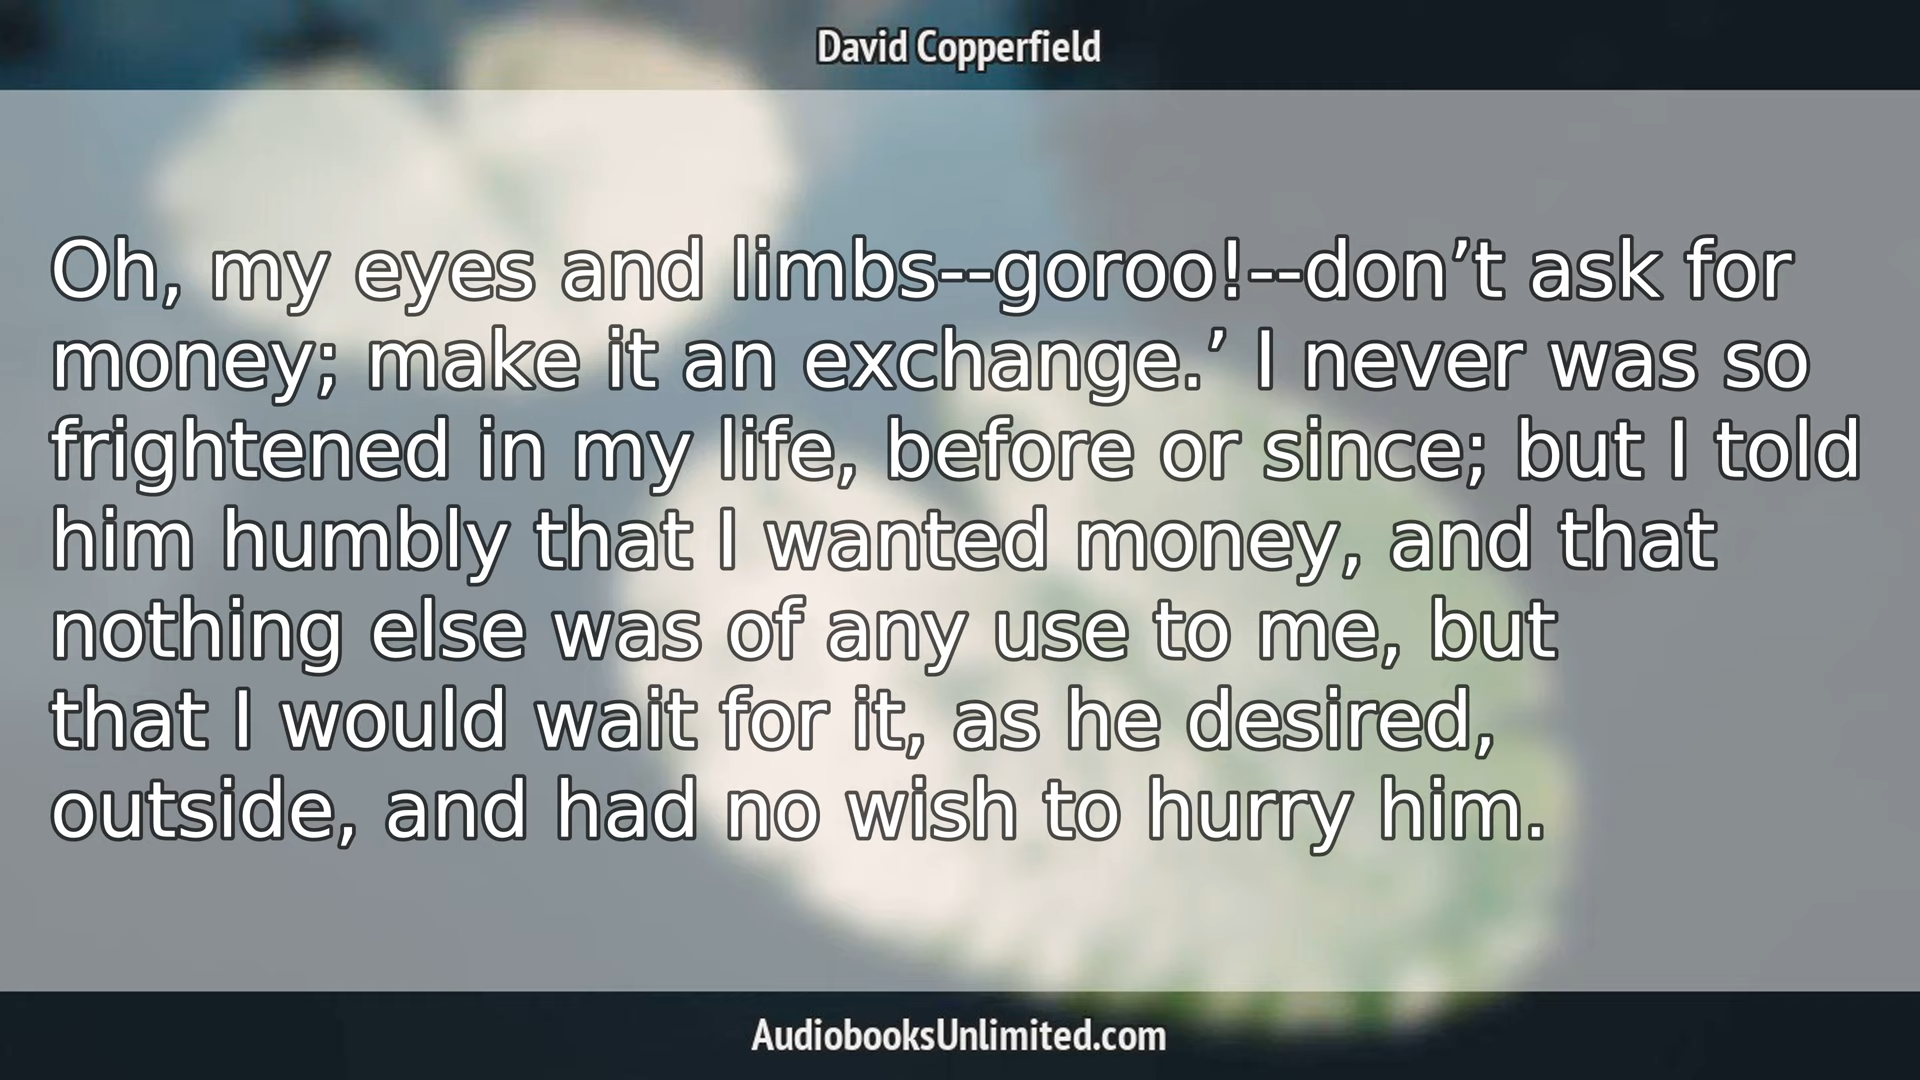 David Copperfield
Oh, my eyes and limbs--goroo!--don’t ask for
money; make it an exchange.’ I never was so
frightened in my life, before or since; but I told
him humbly that I wanted money, and that
nothing else was of any use to me, but
that I would wait for it, as he desired,
outside, and had no wish to hurry him.
AudiobooksUnlimited.com